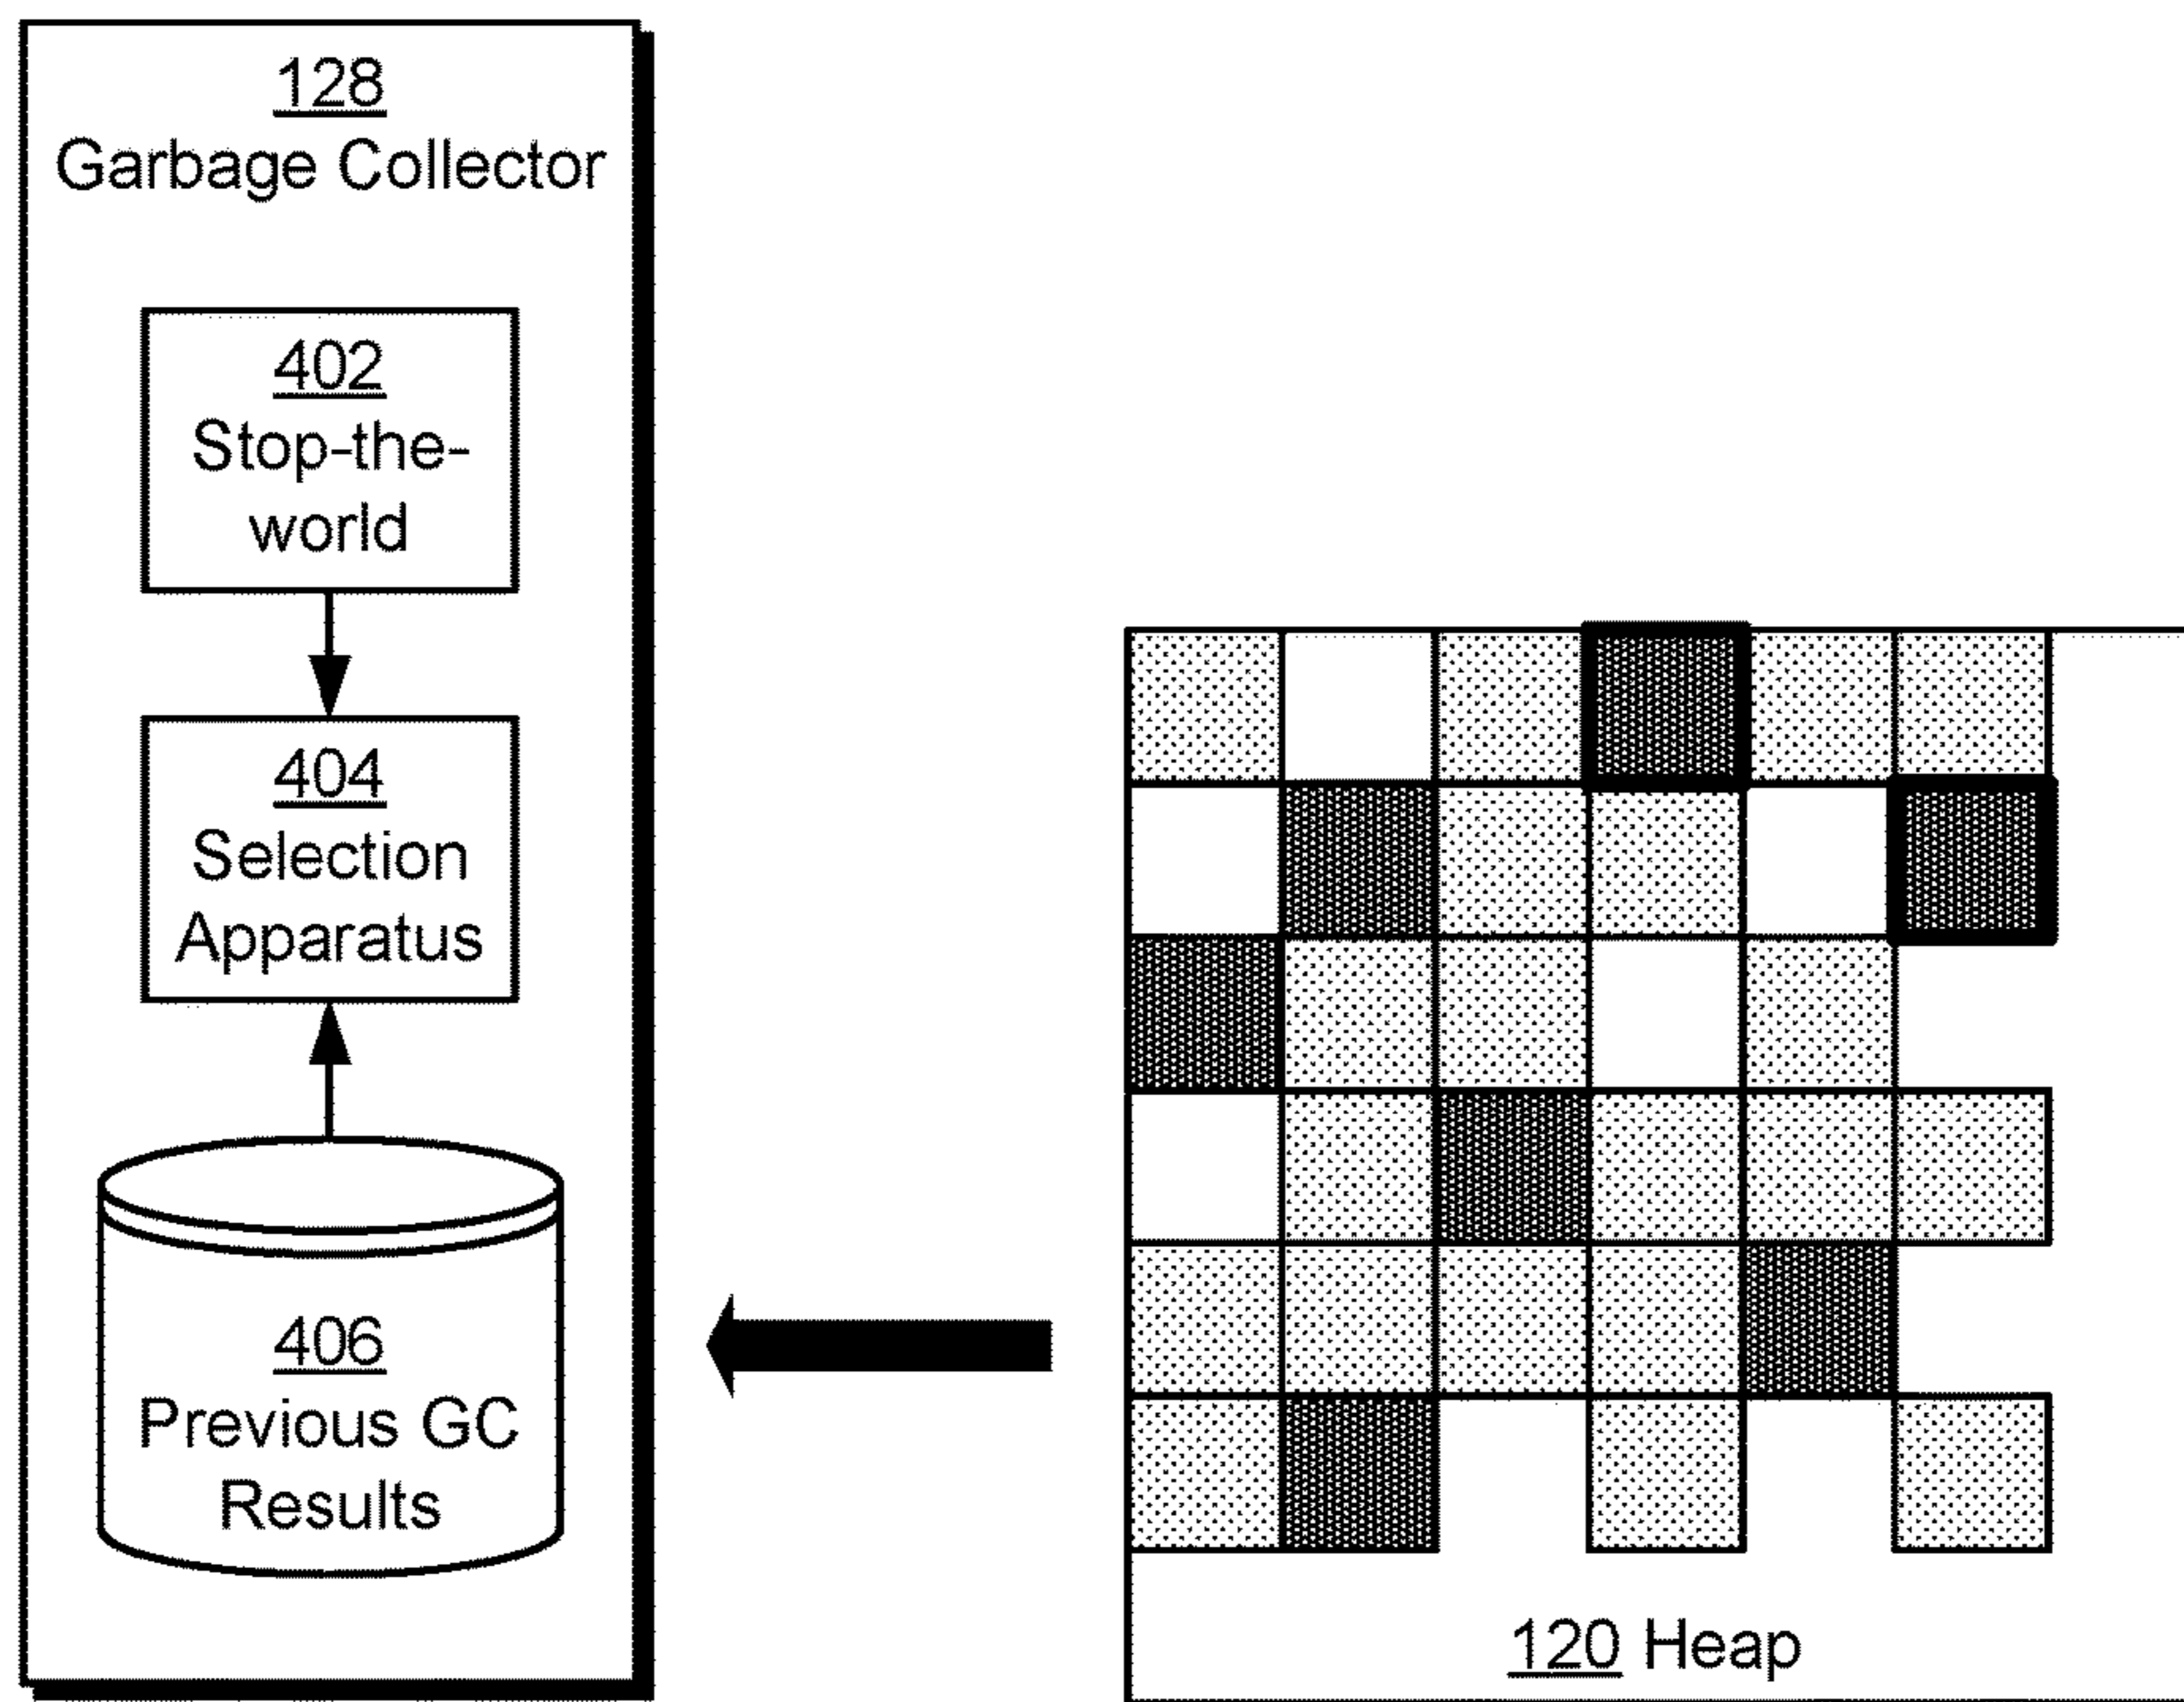 128
Garbage Collector
402
Stop-the-
world
404
Selection
Apparatus
406
Previous GC
Results
120 Heap